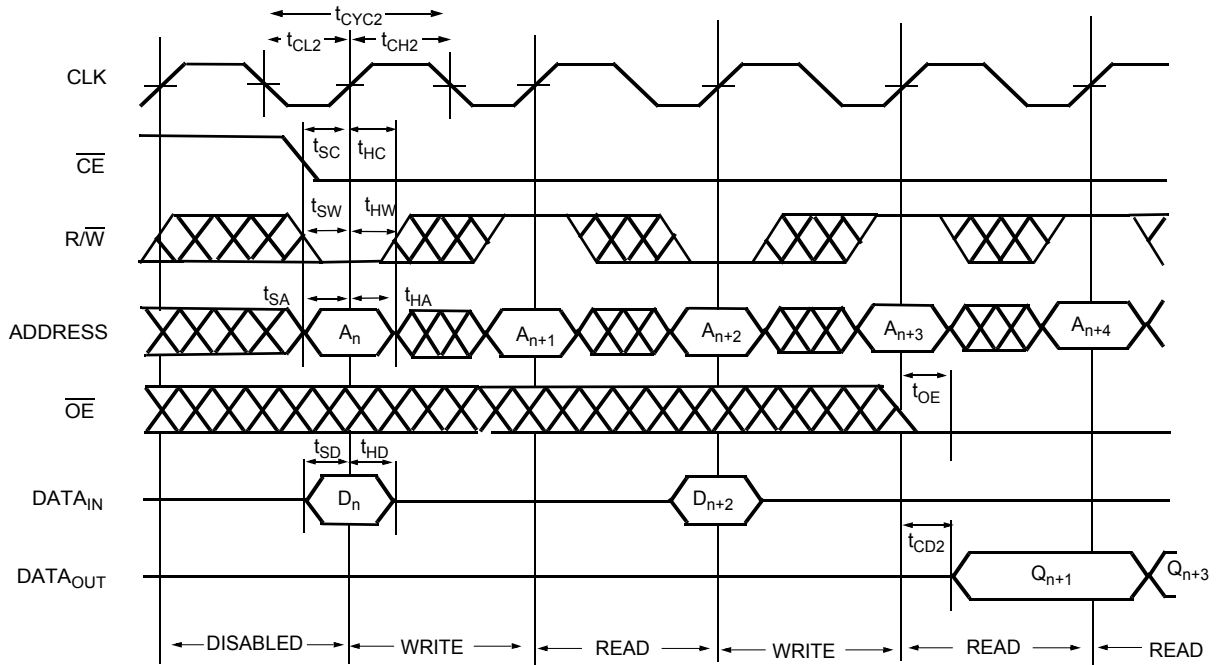 tCYC2
tCL2 tCH2
CLK
tSC tHC
CE
tSW tHW
R/W
tSA tHA
ADDRESS An An+1 An+2 An+3 An+4
OE tOE
tSD tHD
DATAIN Dn Dn+2
tCD2
DATAOUT Qn+1 Qn+3
DISABLED WRITE READ WRITE READ READ